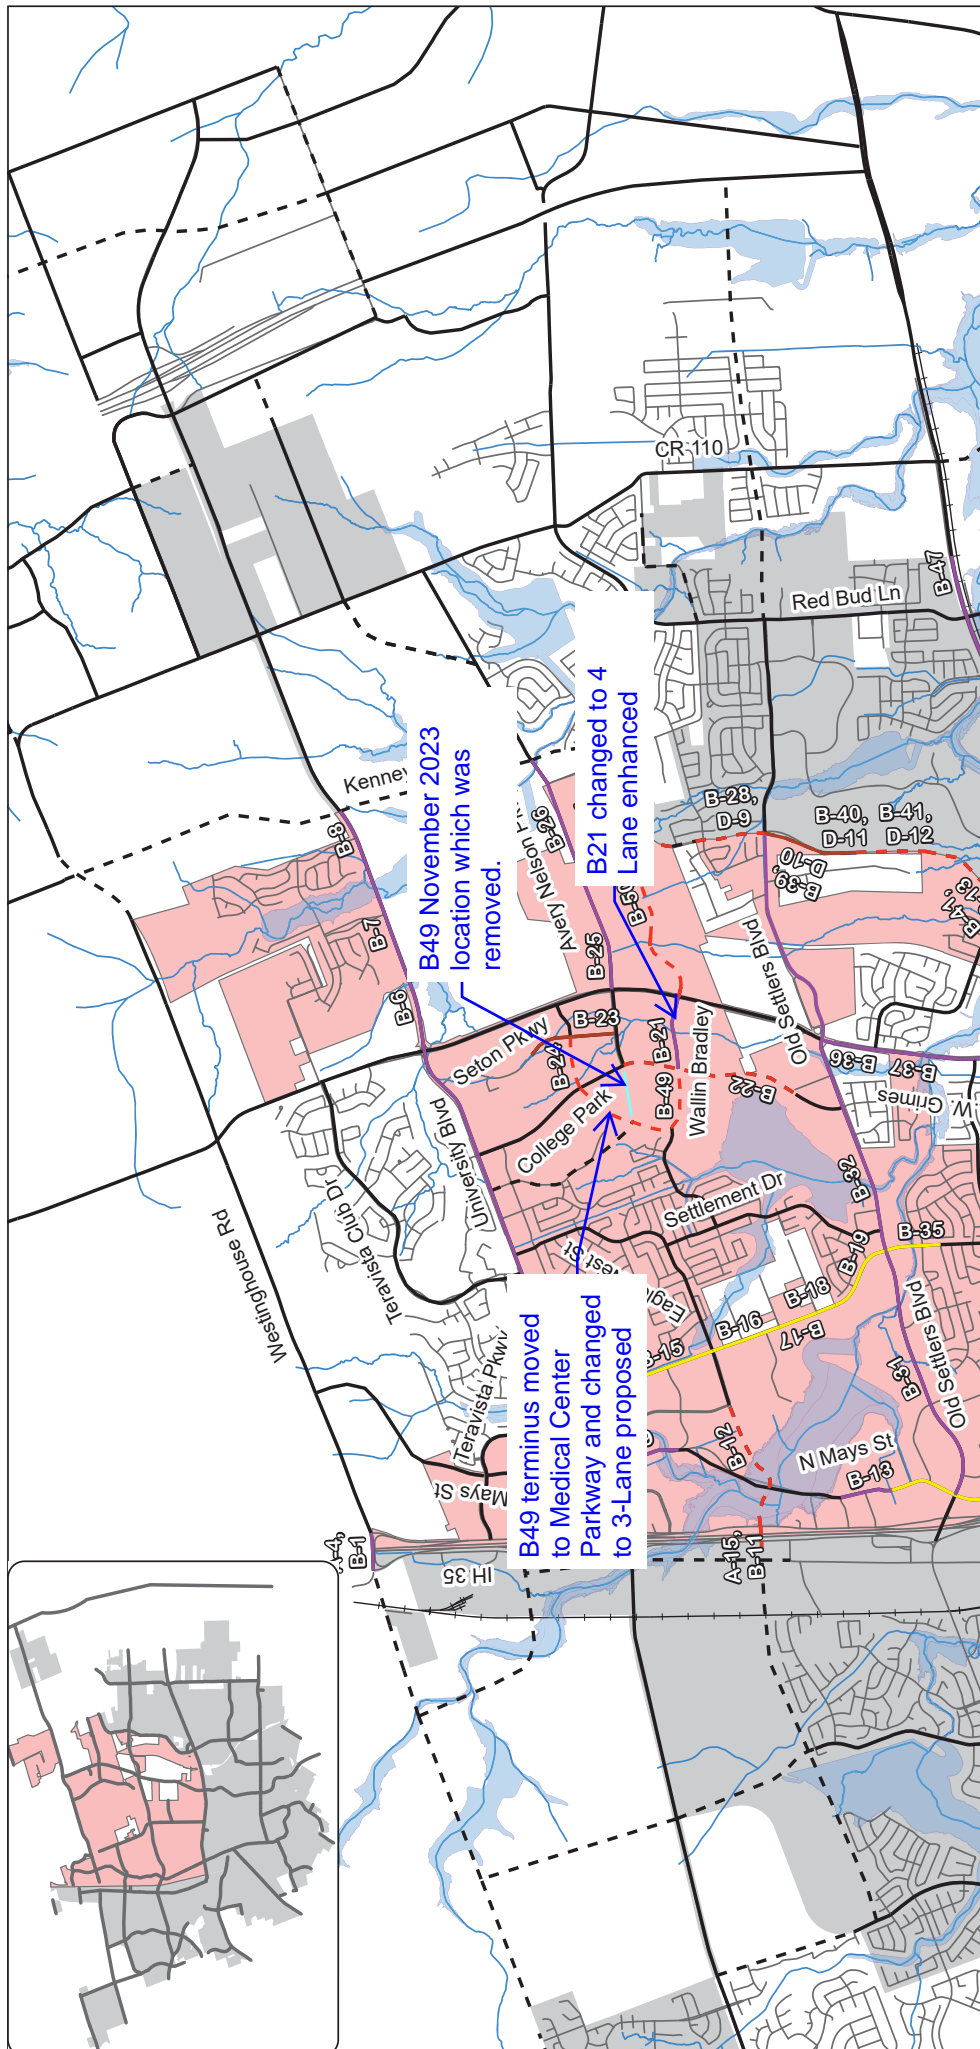 B49 November 2023
location which was
removed.
B21 changed to 4
Lane enhanced
B49 terminus moved
to Medical Center
Parkway and changed
to 3-Lane proposed
Westinghouse Rd
Teravista Club Dr
University Blvd
Teravista Pkwy
Mays St
IH 35
B-1
B-8
B-7
B-6
Seton Pkwy
College Park
Avery Nelson
B-26
B-25
B-23
B-24
B-21
B-49
B-22
Wallin Bradley
Settlement Dr
CR 110
Red Bud Ln
B-47
B-28,
D-9
B-40,
D-11
B-41,
D-12
B-39,
D-10
B-41,
Old Settlers Blvd
B-36
B-37
W. Grimes
B-32
B-35
B-19
B-18
B-17
B-16
B-12
B-13
B-31
Old Settlers Blvd
N Mays St
A-15,
B-11